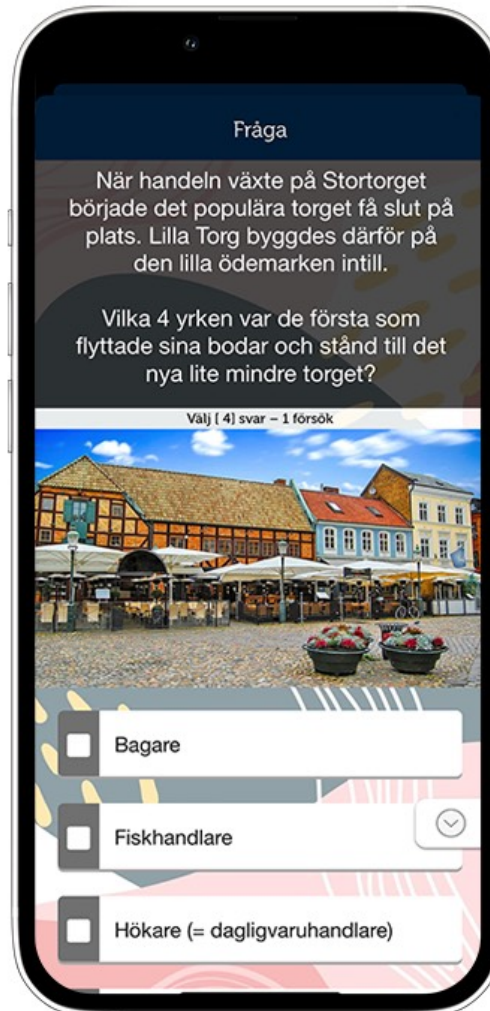 Fråga
När handeln växte på Stortorget
började det populära torget få slut på
plats. Lilla Torg byggdes därför på
den lilla ödemarken intill.
Vilka 4 yrken var de första som
flyttade sina bodar och stånd till det
nya lite mindre torget?
Välj [ 4] svar – 1 försök
Bagare
Fiskhandlare
Hökare (= dagligvaruhandlare)